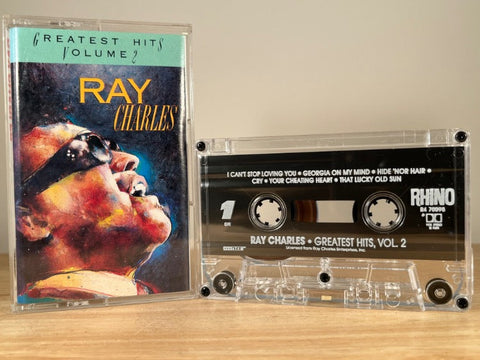 GREATEST HITS
VOLUME 2
RAY
CHARLES
I CAN'T STOP LOVING YOU • GEORGIA ON MY MIND • HIDE 'NOR HAIR •
CRY • YOUR CHEATING HEART • THAT LUCKY OLD SUN
1
RHINO
RAY CHARLES • GREATEST HITS, VOL. 2
Licensed from Ray Charles Enterprises, Inc.